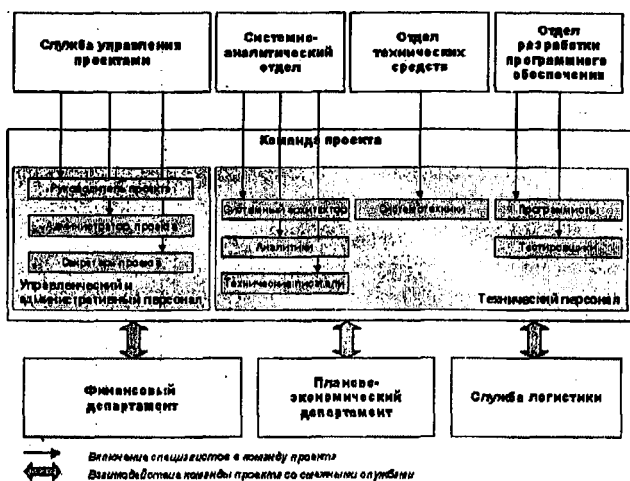 Служба управления
проектами
Системно-
аналитический
отдел
Отдел
технических
средств
Отдел
разработки
программного
обеспечения
Команда проекта
Руководитель проекта
Администратор проекта
Секретарь проекта
Управленческий и
административный персонал
Системный архитектор
Аналитики
Технические писатели
Системотехники
Программисты
Тестировщики
Технический персонал
Финансовый
департамент
Планово-
экономический
департамент
Служба логистики
Включение специалистов в команду проекта
Взаимодействие команды проекта со смежными службами